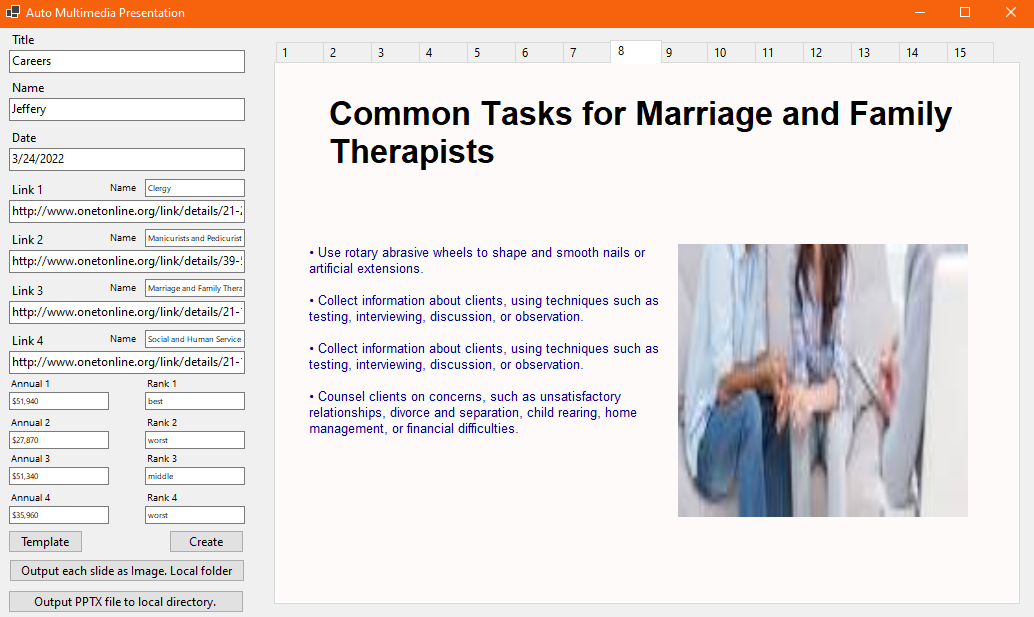 Auto Multimedia Presentation
Title
Careers
Name
Jeffery
Date
3/24/2022
Link 1 Name Clergy
http://www.onetonline.org/link/details/21-
Link 2 Name Manicurists and Pedicurist
http://www.onetonline.org/link/details/39-
Link 3 Name Marriage and Family Thera
http://www.onetonline.org/link/details/21-
Link 4 Name Social and Human Service
http://www.onetonline.org/link/details/21-
Annual 1 Rank 1
$51,940 best
Annual 2 Rank 2
$27,870 worst
Annual 3 Rank 3
$51,340 middle
Annual 4 Rank 4
$35,960 worst
Template Create
Output each slide as Image. Local folder
Output PPTX file to local directory.
1 2 3 4 5 6 7 8 9 10 11 12 13 14 15
Common Tasks for Marriage and Family
Therapists
• Use rotary abrasive wheels to shape and smooth nails or
artificial extensions.
• Collect information about clients, using techniques such as
testing, interviewing, discussion, or observation.
• Collect information about clients, using techniques such as
testing, interviewing, discussion, or observation.
• Counsel clients on concerns, such as unsatisfactory
relationships, divorce and separation, child rearing, home
management, or financial difficulties.